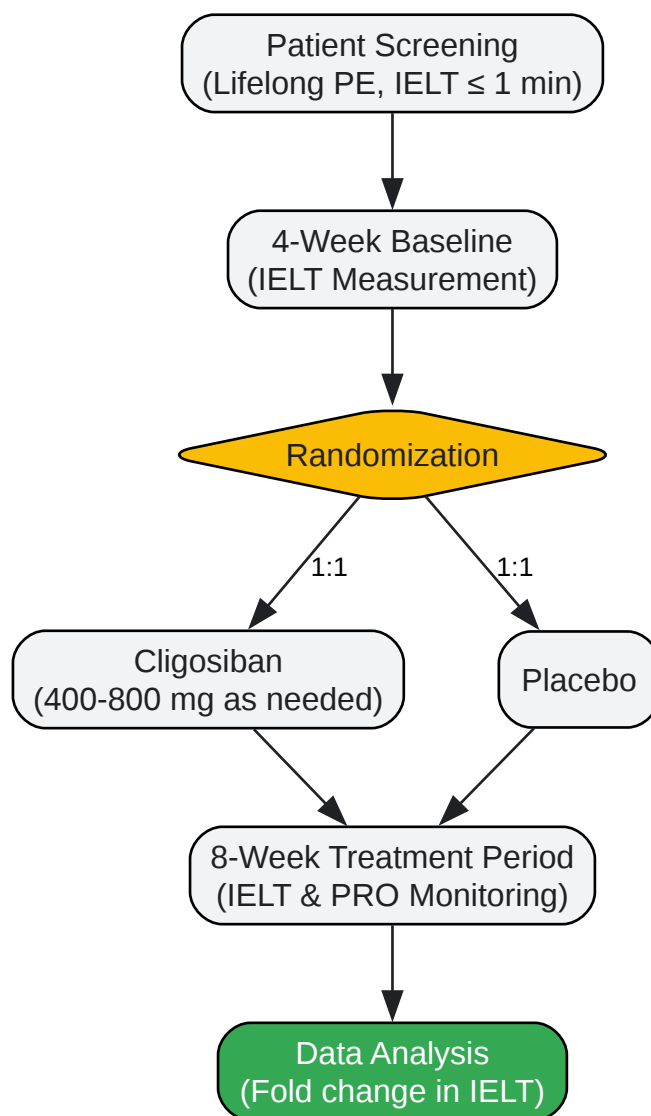 Patient Screening
(Lifelong PE, IELT ≤ 1 min)
4-Week Baseline
(IELT Measurement)
Randomization
1:1
1:1
Cligosiban
(400-800 mg as needed)
Placebo
8-Week Treatment Period
(IELT & PRO Monitoring)
Data Analysis
(Fold change in IELT)